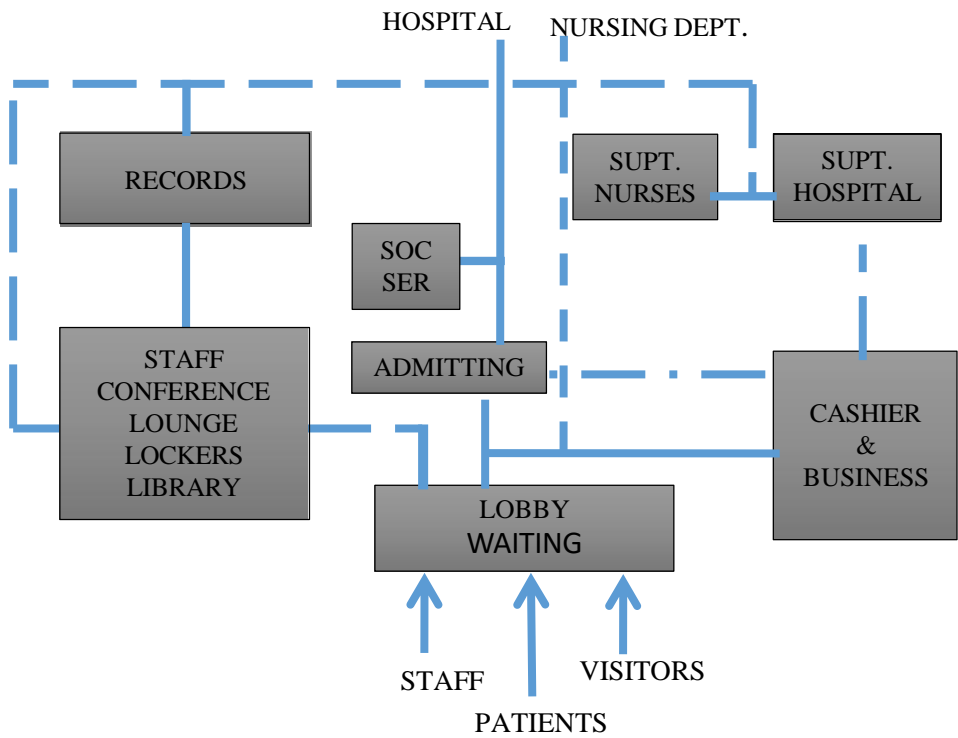 HOSPITAL
NURSING DEPT.
RECORDS
SUPT.
NURSES
SUPT.
HOSPITAL
SOC
SER
ADMITTING
STAFF
CONFERENCE
LOUNGE
LOCKERS
LIBRARY
CASHIER
&
BUSINESS
LOBBY
WAITING
STAFF
PATIENTS
VISITORS